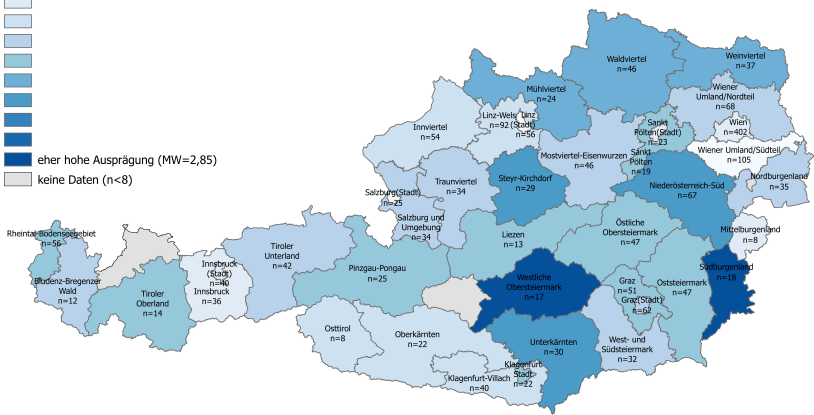 eher hohe Ausprägung (MW=2,85)
keine Daten (n<8)
Waldviertel
n=46
Weinviertel
n=37
Mühlviertel
n=24
Wiener
Umland/Nordteil
n=68
Linz-Wels
n=92
Linz
(Stadt)
n=56
Innviertel
n=54
Sankt
Pölten(Stadt)
n=23
Wien
n=402
Wiener Umland/Südteil
n=105
Mostviertel-Eisenwurzen
n=46
Sankt
Pölten
n=19
Steyr-Kirchdorf
n=29
Traunviertel
n=34
Niederösterreich-Süd
n=67
Nordburgenland
n=35
Salzburg(Stadt)
n=25
Salzburg und
Umgebung
n=34
Liezen
n=13
Östliche
Obersteiermark
n=47
Mittelburgenland
n=8
Rheintal-Bodenseegebiet
n=56
Bludenz-Bregenzer
Wald
n=12
Tiroler
Oberland
n=14
Innsbruck
(Stadt)
n=40
Innsbruck
n=36
Tiroler
Unterland
n=42
Pinzgau-Pongau
n=25
Westliche
Obersteiermark
n=17
Graz
n=51
Graz(Stadt)
n=62
Oststeiermark
n=47
Südburgenland
n=18
Osttirol
n=8
Oberkärnten
n=22
Unterkärnten
n=30
West- und
Südsteiermark
n=32
Klagenfurt-Villach
n=40
Klagenfurt
Stadt
n=22